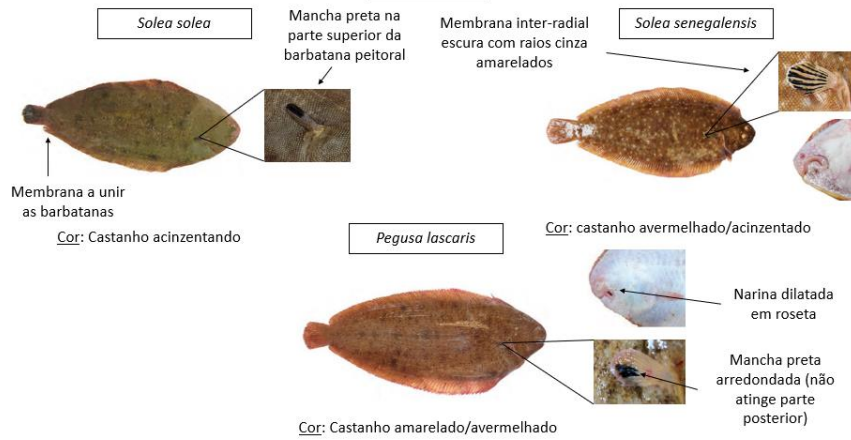 Solea solea
Mancha preta na
parte superior da
barbatana peitoral
Membrana a unir
as barbatanas
Cor: Castanho acinzentando
Membrana inter-radial
escura com raios cinza
amarelados
Solea senegalensis
Cor: castanho avermelhado/acinzentado
Pegusa lascaris
Narina dilatada
em roseta
Mancha preta
arredondada (não
atinge parte
posterior)
Cor: Castanho amarelado/avermelhado